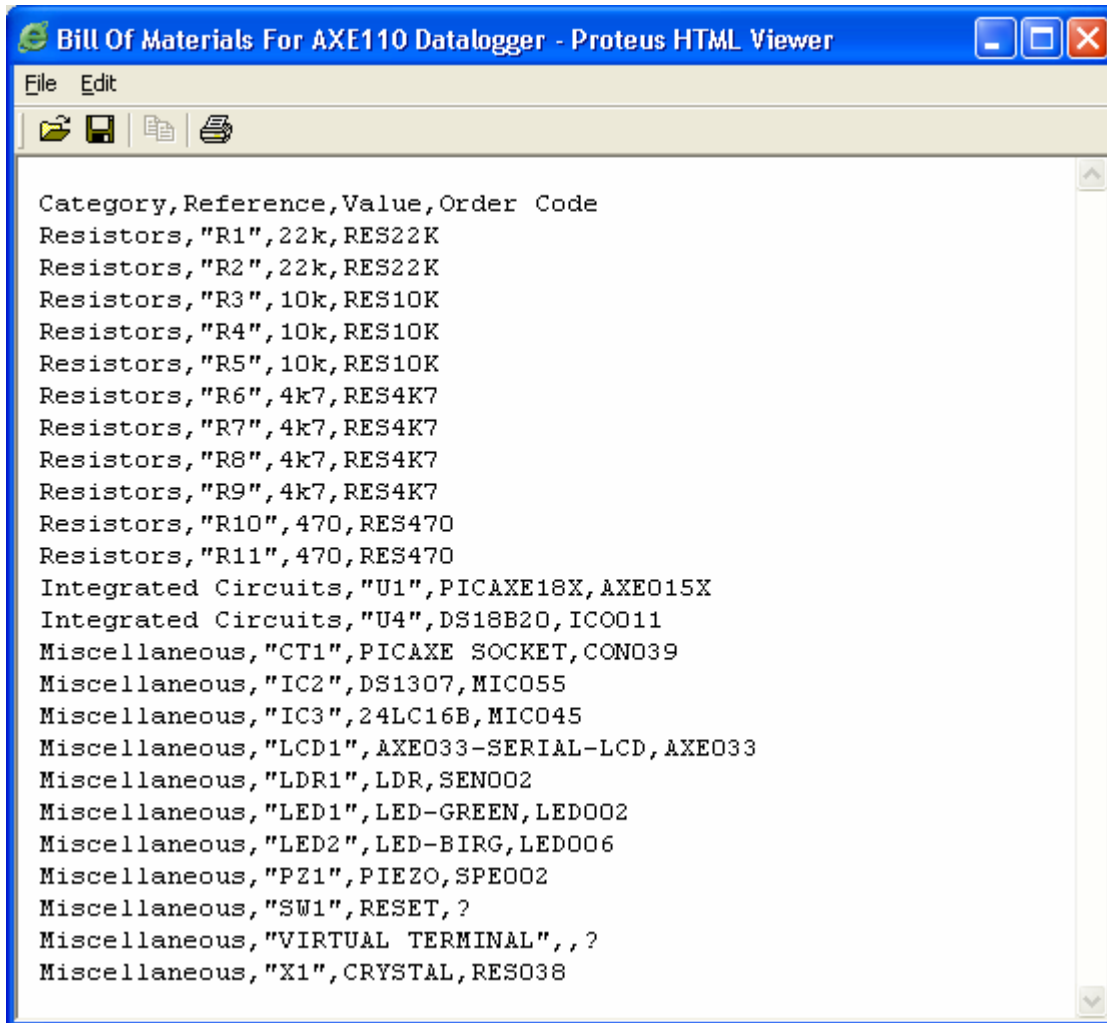 Bill Of Materials For AXE110 Datalogger - Proteus HTML Viewer
File Edit
Category,Reference,Value,Order Code
Resistors,"R1",22k,RES22K
Resistors,"R2",22k,RES22K
Resistors,"R3",10k,RES10K
Resistors,"R4",10k,RES10K
Resistors,"R5",10k,RES10K
Resistors,"R6",4k7,RES4K7
Resistors,"R7",4k7,RES4K7
Resistors,"R8",4k7,RES4K7
Resistors,"R9",4k7,RES4K7
Resistors,"R10",470,RES470
Resistors,"R11",470,RES470
Integrated Circuits,"U1",PICAXE18X,AXE015X
Integrated Circuits,"U4",DS18B20,ICO011
Miscellaneous,"CT1",PICAXE SOCKET,CON039
Miscellaneous,"IC2",DS1307,MIC055
Miscellaneous,"IC3",24LC16B,MIC045
Miscellaneous,"LCD1",AXE033-SERIAL-LCD,AXE033
Miscellaneous,"LDR1",LDR,SEN002
Miscellaneous,"LED1",LED-GREEN,LED002
Miscellaneous,"LED2",LED-BIRG,LED006
Miscellaneous,"PZ1",PIEZO,SPE002
Miscellaneous,"SW1",RESET,?
Miscellaneous,"VIRTUAL TERMINAL",,?
Miscellaneous,"X1",CRYSTAL,RES038